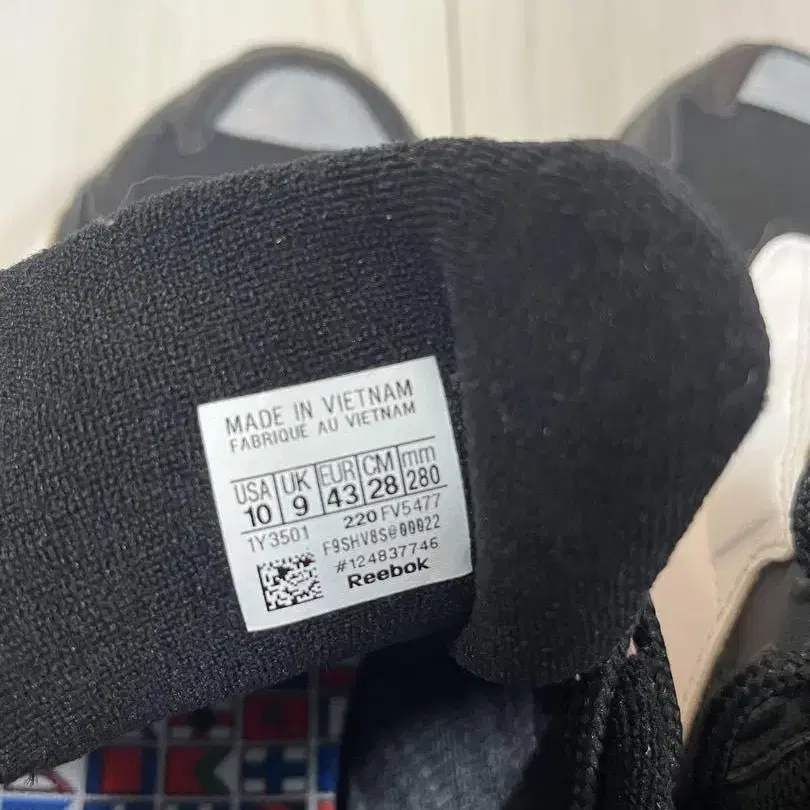 MADE IN VIETNAM
FABRIQUE AU VIETNAM
USA UK EUR CM mm
10 9 43 28 280
220 FV5477
1Y3501 F9SHV8S@00022
#124837746
Reebok